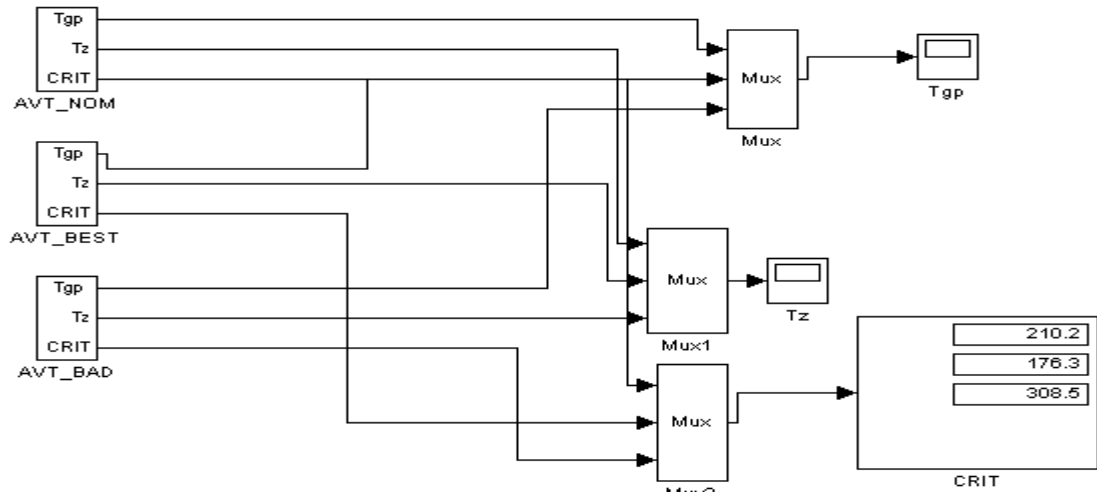 Tgp
Tz
CRIT
AVT_NOM
Tgp
Tz
CRIT
AVT_BEST
Tgp
Tz
CRIT
AVT_BAD
Mux
Mux
Tgp
Mux
Mux1
Tz
Mux
210.2
176.3
308.5
CRIT